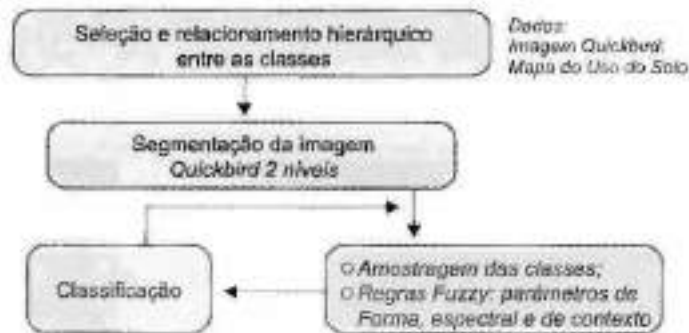 Seleção e relacionamento hierárquico
entre as classes
Dados:
Imagem Quickbird:
Mapa do Uso do Solo
Segmentação da imagem
Quickbird 2 níveis
Classificação
Amostragem das classes;
Regras Fuzzy: parâmetros de
Forma, espectral e de contexto